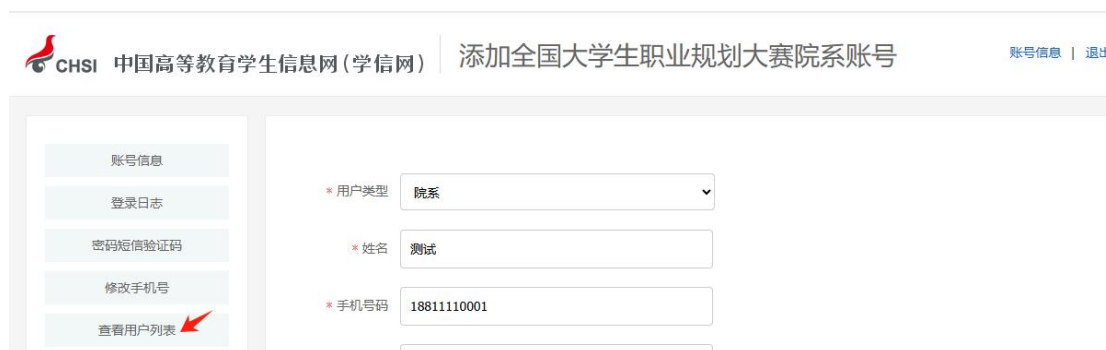 CHSI 中国高等教育学生信息网(学信网) 添加全国大学生职业规划大赛院系账号 账号信息 | 退出
账号信息
登录日志
密码短信验证码
修改手机号
查看用户列表
* 用户类型 院系
* 姓名 测试
* 手机号码 18811110001